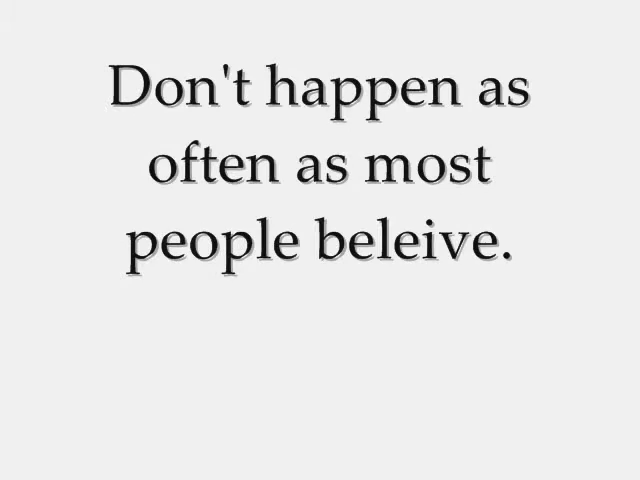 Don't happen as
often as most
people beleive.